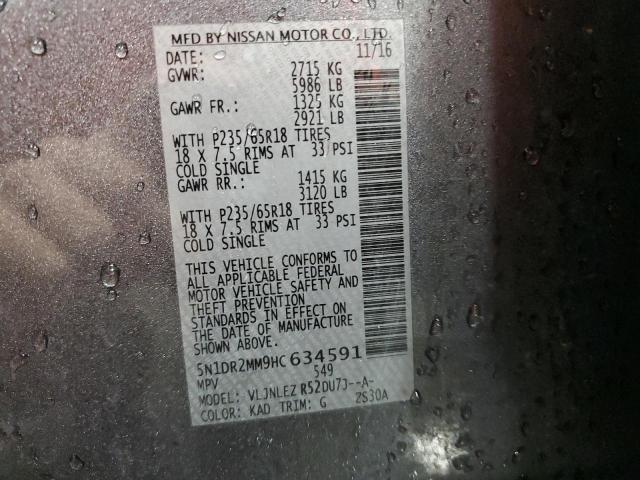 MFD BY NISSAN MOTOR CO., LTD.
DATE: 11/16
GVWR: 2715 KG
5986 LB
GAWR FR.: 1325 KG
2921 LB
WITH P235/65R18 TIRES
18 X 7.5 RIMS AT 33 PSI
COLD SINGLE
GAWR RR.: 1415 KG
3120 LB
WITH P235/65R18 TIRES
18 X 7.5 RIMS AT 33 PSI
COLD SINGLE
THIS VEHICLE CONFORMS TO
ALL APPLICABLE FEDERAL
MOTOR VEHICLE SAFETY AND
THEFT PREVENTION
STANDARDS IN EFFECT ON
THE DATE OF MANUFACTURE
SHOWN ABOVE.
5N1DR2MM9HC634591
MPV 549
MODEL: VLJNLEZ R52DU7J--A-
COLOR: KAD TRIM: G ZS30A